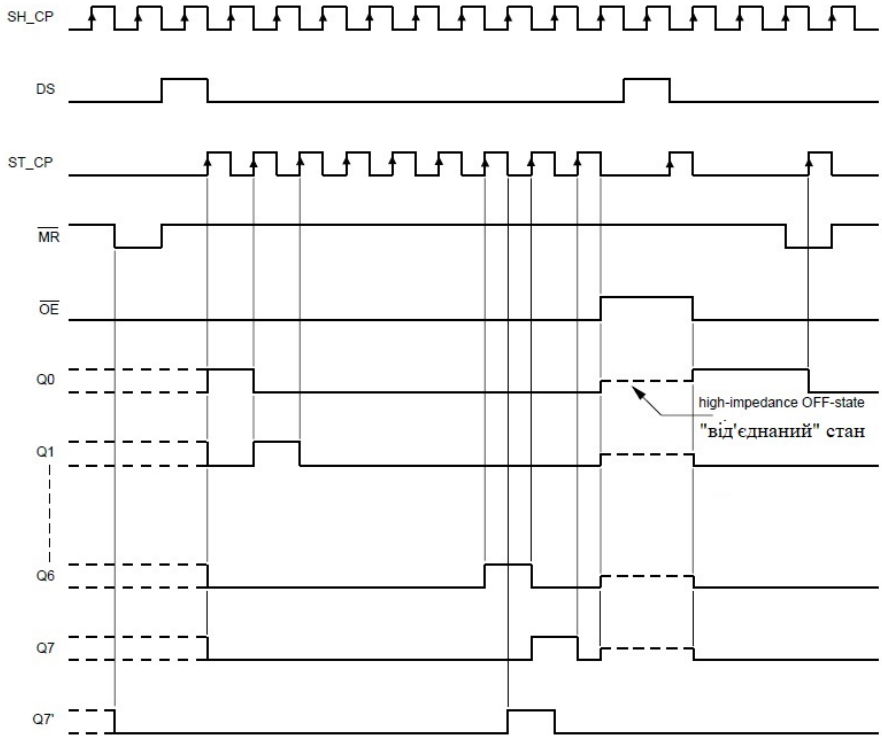 SH_CP
DS
ST_CP
MR
OE
Q0
high-impedance OFF-state
"від'єднаний" стан
Q1
Q6
Q7
Q7'